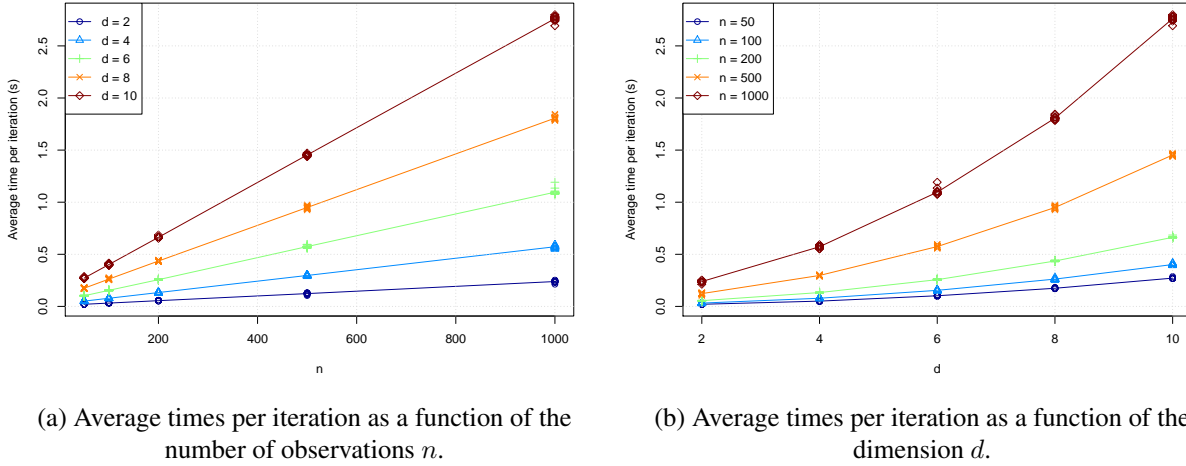 d = 2
d = 4
d = 6
d = 8
d = 10
Average time per iteration (s)
0.0
0.5
1.0
1.5
2.0
2.5
200
400
600
800
1000
n
n = 50
n = 100
n = 200
n = 500
n = 1000
Average time per iteration (s)
0.0
0.5
1.0
1.5
2.0
2.5
2
4
6
8
10
d
(a) Average times per iteration as a function of the
number of observations n.
(b) Average times per iteration as a function of the
dimension d.